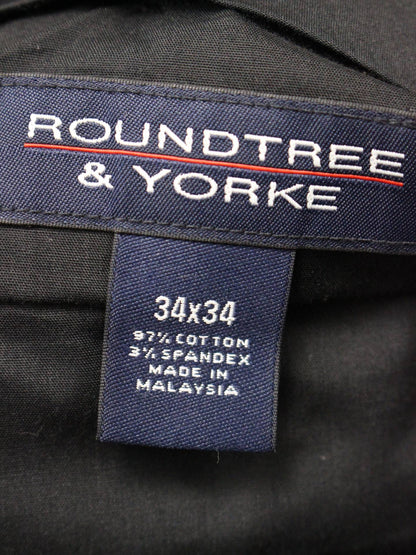 ROUNDTREE
& YORKE
34x34
97% COTTON
3% SPANDEX
MADE IN
MALAYSIA